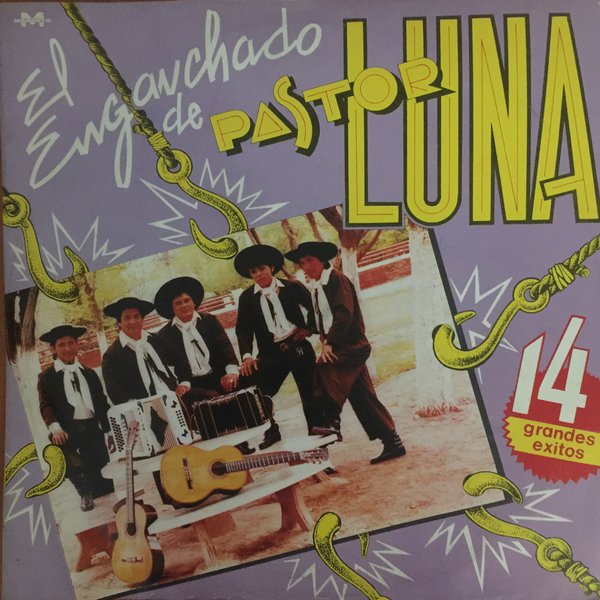 M
El
Enganchado
de
PASTOR
LUNA
14
grandes
exitos